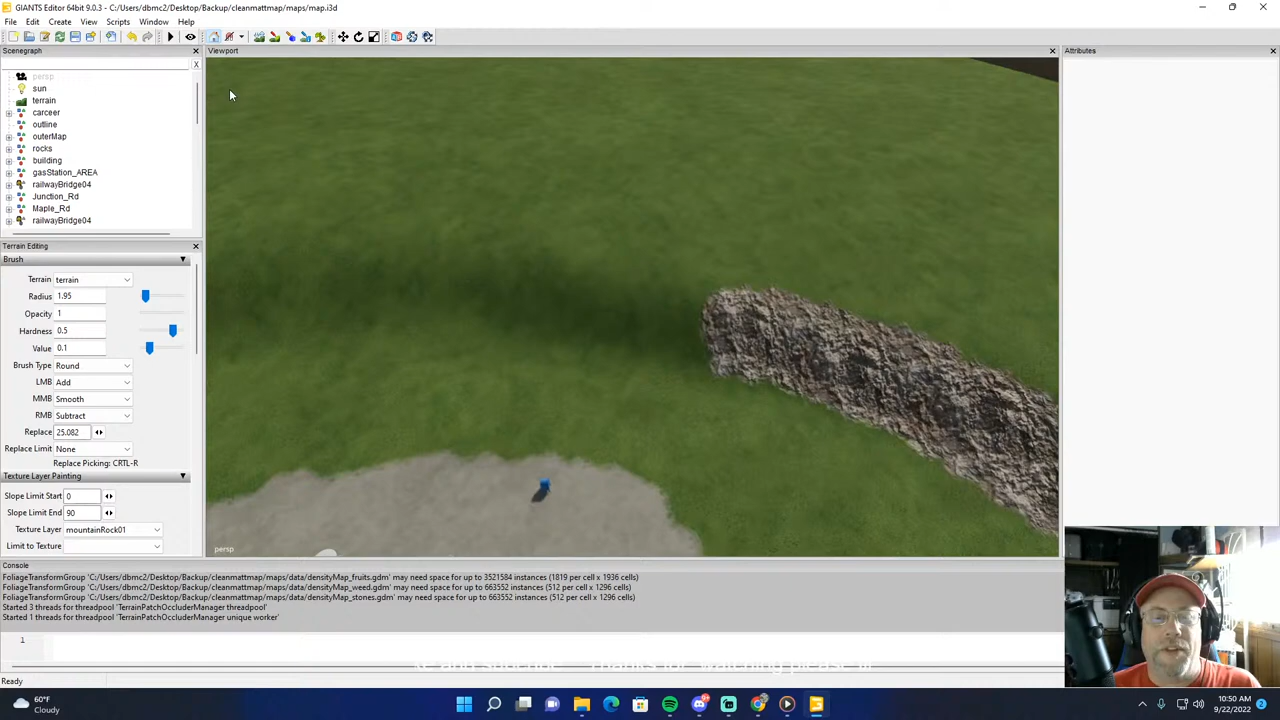 GIANTS Editor 64bit 9.0.3 - C:/Users/dbmc2/Desktop/Backup/cleanmattmap/maps/map.i3d
File Edit Create View Scripts Window Help
Scenegraph
X
persp
sun
terrain
carceer
outline
outerMap
rocks
building
gasStation_AREA
railwayBridge04
Junction_Rd
Maple_Rd
railwayBridge04
Terrain Editing
Brush
Terrain terrain
Radius 1.95
Opacity 1
Hardness 0.5
Value 0.1
Brush Type Round
LMB Add
MMB Smooth
RMB Subtract
Replace 25.082
Replace Limit None
Replace Picking: CRTL-R
Texture Layer Painting
Slope Limit Start 0
Slope Limit End 90
Texture Layer mountainRock01
Limit to Texture
Viewport
persp
Attributes
Console
FoliageTransformGroup 'C:/Users/dbmc2/Desktop/Backup/cleanmattmap/maps/data/densityMap_fruits.gdm' may need space for up to 3521584 instances (1819 per cell x 1936 cells)
FoliageTransformGroup 'C:/Users/dbmc2/Desktop/Backup/cleanmattmap/maps/data/densityMap_weed.gdm' may need space for up to 663552 instances (512 per cell x 1296 cells)
FoliageTransformGroup 'C:/Users/dbmc2/Desktop/Backup/cleanmattmap/maps/data/densityMap_stones.gdm' may need space for up to 663552 instances (512 per cell x 1296 cells)
Started 3 threads for threadpool 'TerrainPatchOccluderManager threadpool'
Started 1 threads for threadpool 'TerrainPatchOccluderManager unique worker'
1
Ready
60°F
Cloudy
10:50 AM
9/22/2022